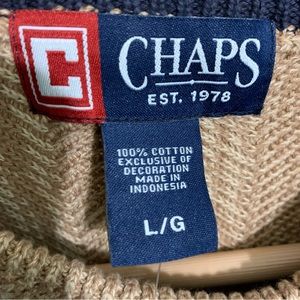 C
CHAPS
EST. 1978
100% COTTON
EXCLUSIVE OF
DECORATION
MADE IN
INDONESIA
L/G